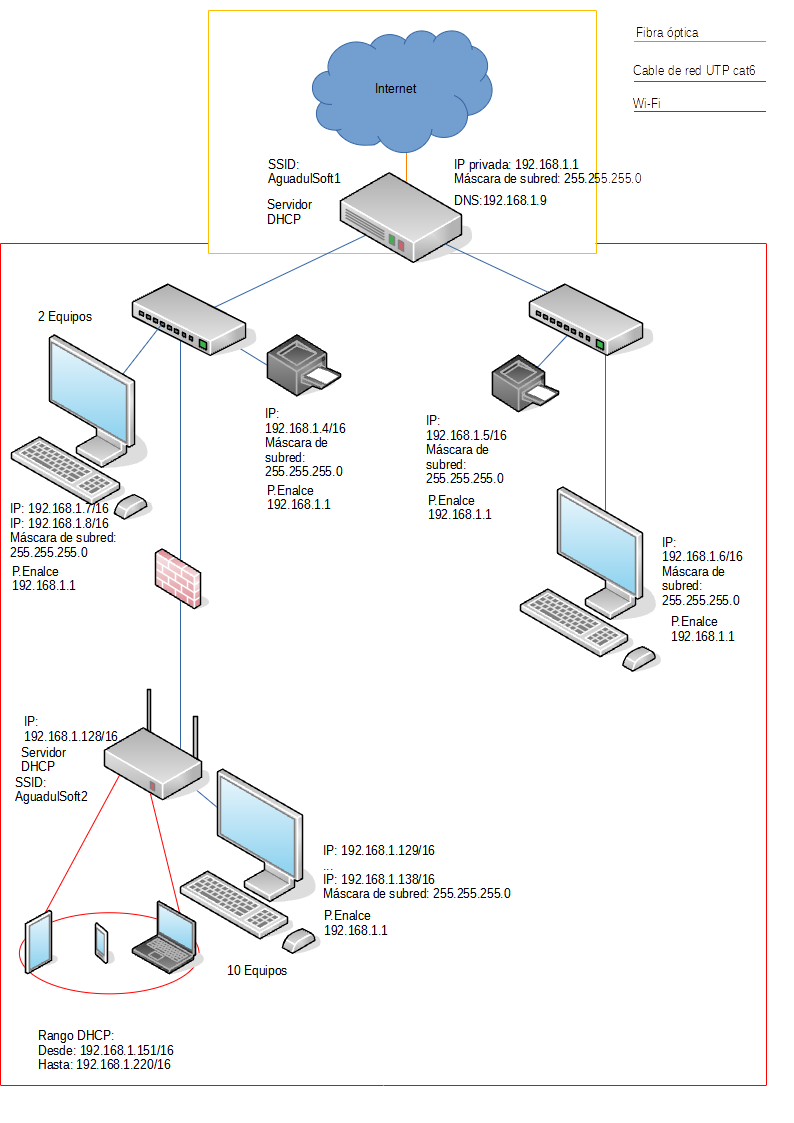 Fibra óptica
Cable de red UTP cat6
Wi-Fi
Internet
SSID:
AguadulSoft1
Servidor
DHCP
IP privada: 192.168.1.1
Máscara de subred: 255.255.255.0
DNS:192.168.1.9
2 Equipos
IP: 192.168.1.7/16
IP: 192.168.1.8/16
Máscara de subred:
255.255.255.0
P.Enlace
192.168.1.1
IP:
192.168.1.4/16
Máscara de
subred:
255.255.255.0
P.Enalce
192.168.1.1
IP:
192.168.1.5/16
Máscara de
subred:
255.255.255.0
P.Enalce
192.168.1.1
IP:
192.168.1.6/16
Máscara de
subred:
255.255.255.0
P.Enalce
192.168.1.1
IP:
192.168.1.128/16
Servidor
DHCP
SSID:
AguadulSoft2
IP: 192.168.1.129/16
...
IP: 192.168.1.138/16
Máscara de subred: 255.255.255.0
P.Enalce
192.168.1.1
10 Equipos
Rango DHCP:
Desde: 192.168.1.151/16
Hasta: 192.168.1.220/16